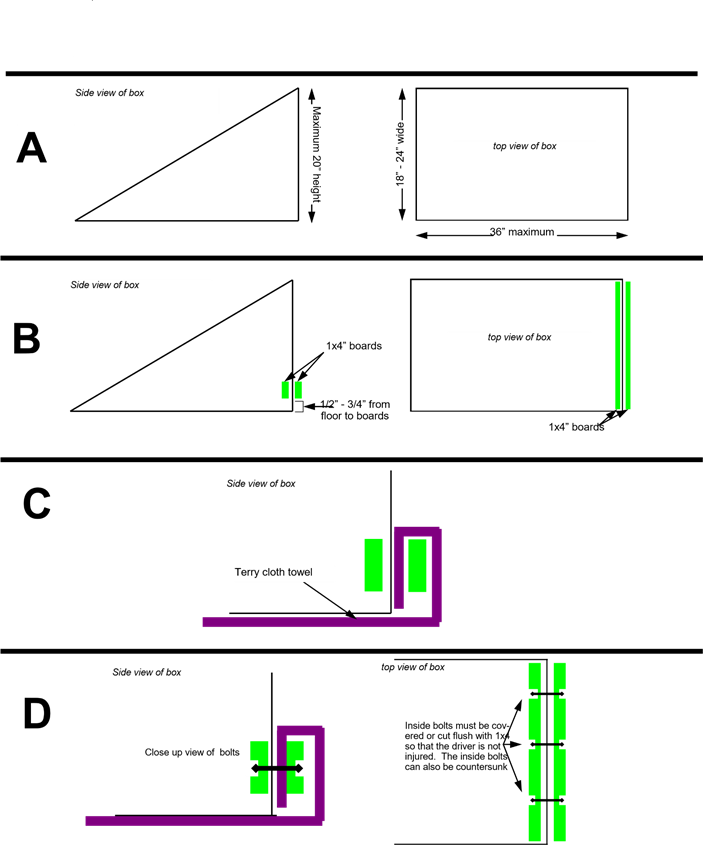 A
Side view of box
Maximum 20" height
18" - 24" wide
top view of box
36" maximum
B
Side view of box
1x4" boards
1/2" - 3/4" from
floor to boards
top view of box
1x4" boards
C
Side view of box
Terry cloth towel
D
Side view of box
Close up view of bolts
top view of box
Inside bolts must be cov-
ered or cut flush with 1x4
so that the driver is not
injured. The inside bolts
can also be countersunk